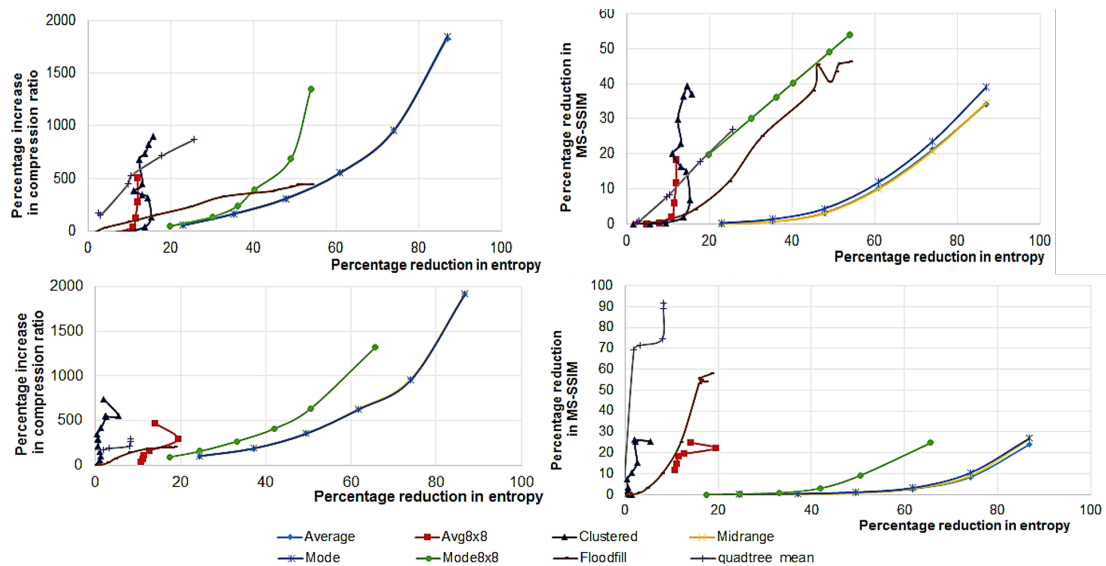 Percentage increase
in compression ratio
2000
1500
1000
500
0
0 20 40 60 80 100
Percentage reduction in entropy
Percentage reduction in
MS-SSIM
60
50
40
30
20
10
0
0 20 40 60 80 100
Percentage reduction in entropy
Percentage increase
in compression ratio
2000
1500
1000
500
0
0 20 40 60 80 100
Percentage reduction in entropy
Percentage reduction
in MS-SSIM
100
90
80
70
60
50
40
30
20
10
0
0 20 40 60 80 100
Percentage reduction in entropy
Average Avg8x8 Clustered Midrange
Mode Mode8x8 Floodfill quadtree mean